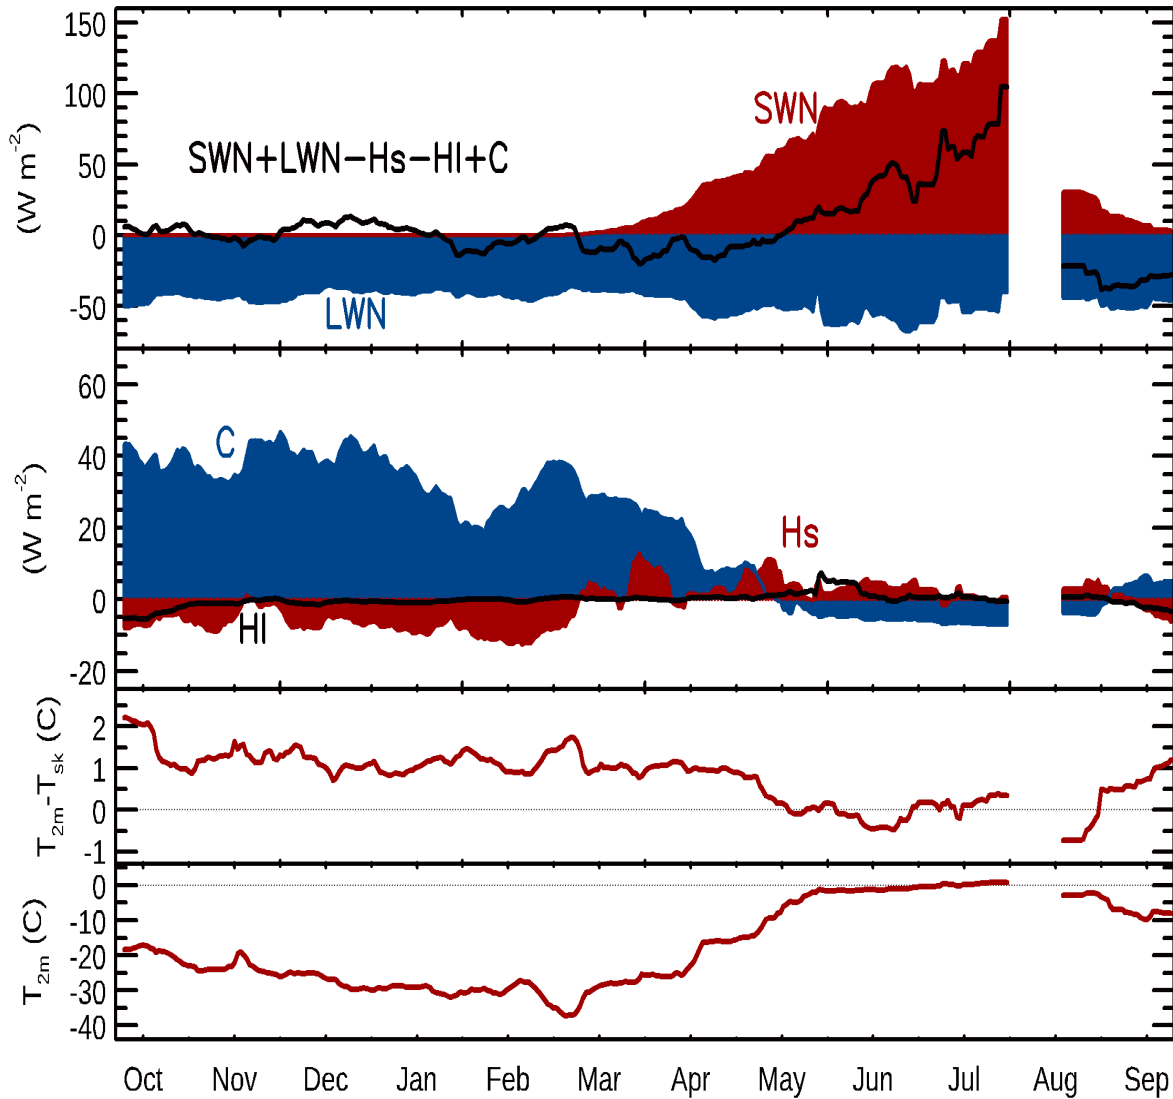 150
100
50
0
-50
(W m-2)
SWN
SWN+LWN-Hs-Hl+C
LWN
60
40
20
0
-20
(W m-2)
C
Hs
Hl
2
1
0
-1
T2m-Tsk (C)
0
-10
-20
-30
-40
T2m (C)
Oct Nov Dec Jan Feb Mar Apr May Jun Jul Aug Sep